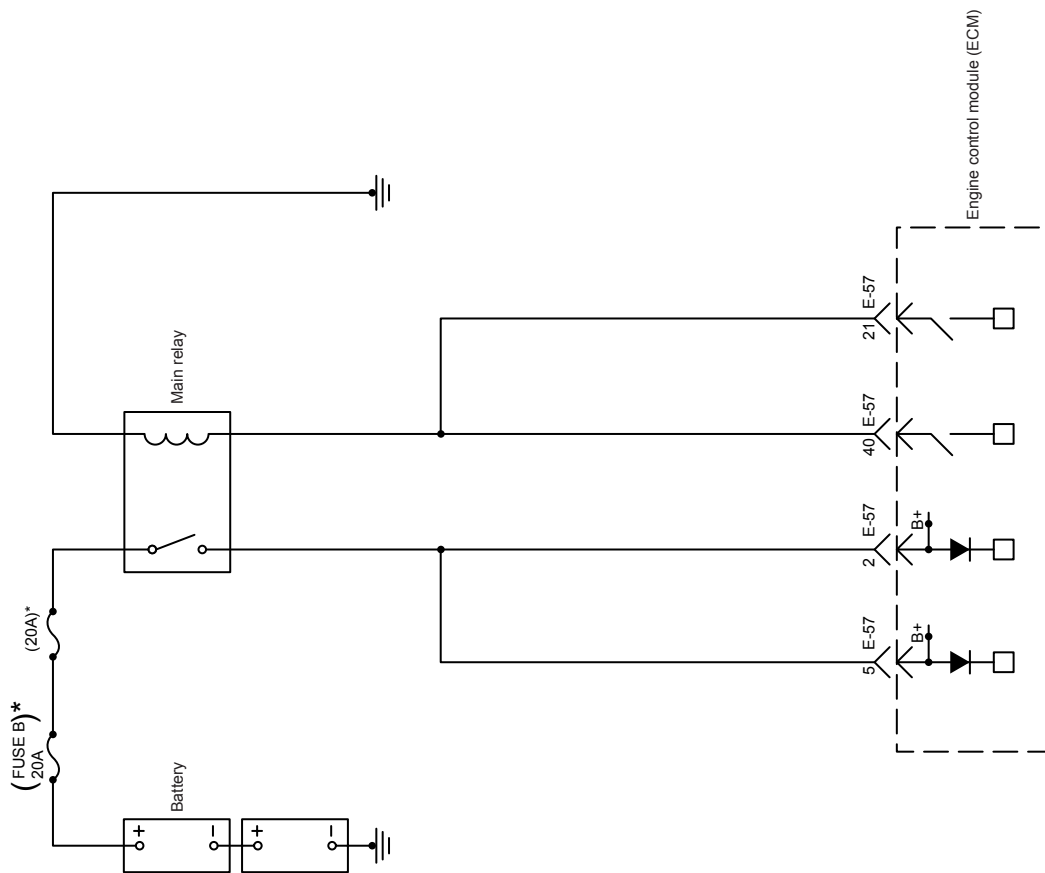 Engine control module (ECM)
21 E-57
40 E-57
2 E-57
5 E-57
B+
B+
Main relay
(20A)*
(FUSE B)*
20A
Battery
+
−
+
−